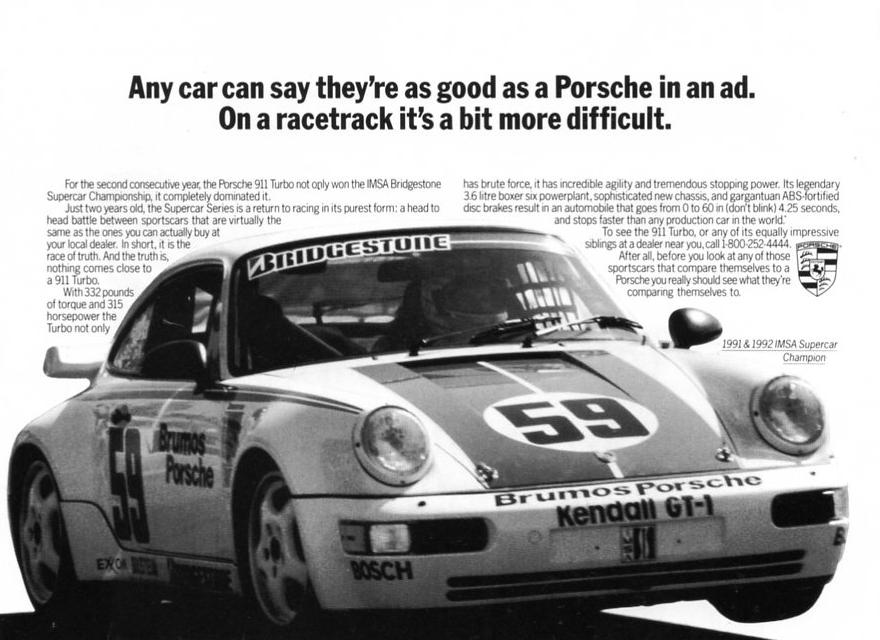 Any car can say they're as good as a Porsche in an ad.
On a racetrack it's a bit more difficult.
For the second consecutive year, the Porsche 911 Turbo not only won the IMSA Bridgestone
Supercar Championship, it completely dominated it.
Just two years old, the Supercar Series is a return to racing in its purest form: a head to
head battle between sportscars that are virtually the
same as the ones you can actually buy at
your local dealer. In short, it is the
race of truth. And the truth is,
nothing comes close to
a 911 Turbo.
With 332 pounds
of torque and 315
horsepower the
Turbo not only
has brute force, it has incredible agility and tremendous stopping power. Its legendary
3.6 litre boxer six powerplant, sophisticated new chassis, and gargantuan ABS-fortified
disc brakes result in an automobile that goes from 0 to 60 in (don't blink) 4.25 seconds,
and stops faster than any production car in the world.*
To see the 911 Turbo, or any of its equally impressive
siblings at a dealer near you, call 1-800-252-4444.
After all, before you look at any of those
sportscars that compare themselves to a
Porsche you really should see what they're
comparing themselves to.
PORSCHE
1991 & 1992 IMSA Supercar
Champion
BRIDGESTONE
59
59
Brumos
Porsche
Brumos Porsche
Kendall GT-1
EXXON
BOSCH
B